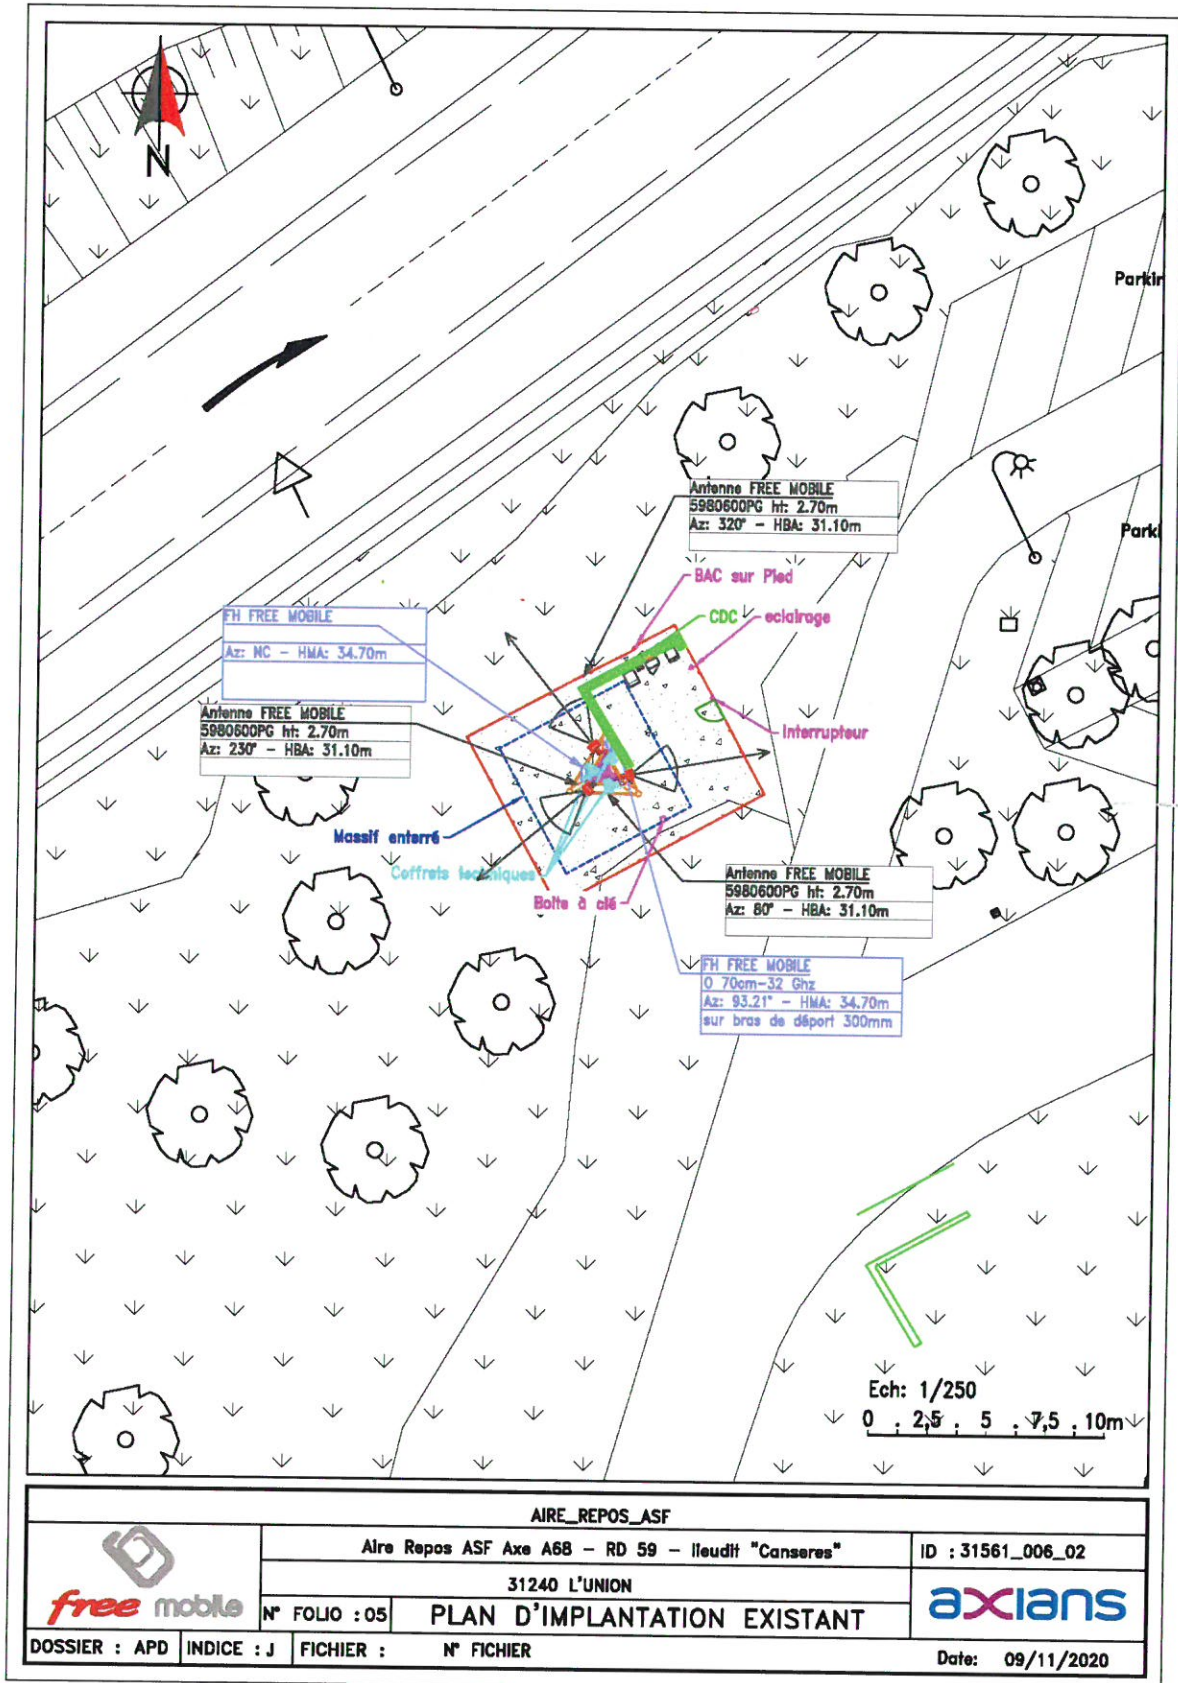 N
Parkir
Antenne FREE MOBILE
5980600PG ht: 2.70m
Az: 320° - HBA: 31.10m
Parki
BAC sur Pied
CDC
eclairage
FH FREE MOBILE
Az: NC - HMA: 34.70m
Antenne FREE MOBILE
5980600PG ht: 2.70m
Az: 230° - HBA: 31.10m
Interrupteur
Massif enterré
Coffrets techniques
Boite à clé
Antenne FREE MOBILE
5980600PG ht: 2.70m
Az: 80° - HBA: 31.10m
FH FREE MOBILE
O 70cm-32 Ghz
Az: 93.21° - HMA: 34.70m
sur bras de déport 300mm
Ech: 1/250
0 2,5 5 7,5 10m
AIRE_REPOS_ASF
Aire Repos ASF Axe A68 - RD 59 - lieudit "Canseres"
ID : 31561_006_02
31240 L'UNION
free mobile
N° FOLIO : 05
PLAN D'IMPLANTATION EXISTANT
axians
DOSSIER : APD
INDICE : J
FICHIER :
N° FICHIER
Date: 09/11/2020